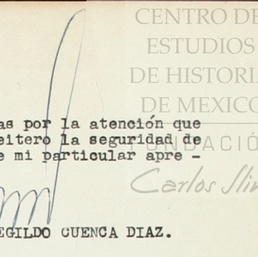 CENTRO DE
ESTUDIOS
DE HISTORIA
DE MEXICO
FUNDACIÓN
Carlos Slim
as por la atención que
eitero la seguridad de
e mi particular apre -
EGILDO CUENCA DIAZ.